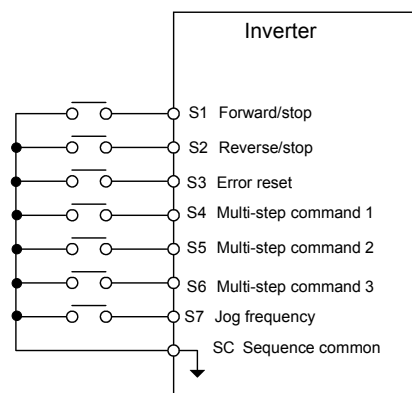 Inverter
S1 Forward/stop
S2 Reverse/stop
S3 Error reset
S4 Multi-step command 1
S5 Multi-step command 2
S6 Multi-step command 3
S7 Jog frequency
SC Sequence common